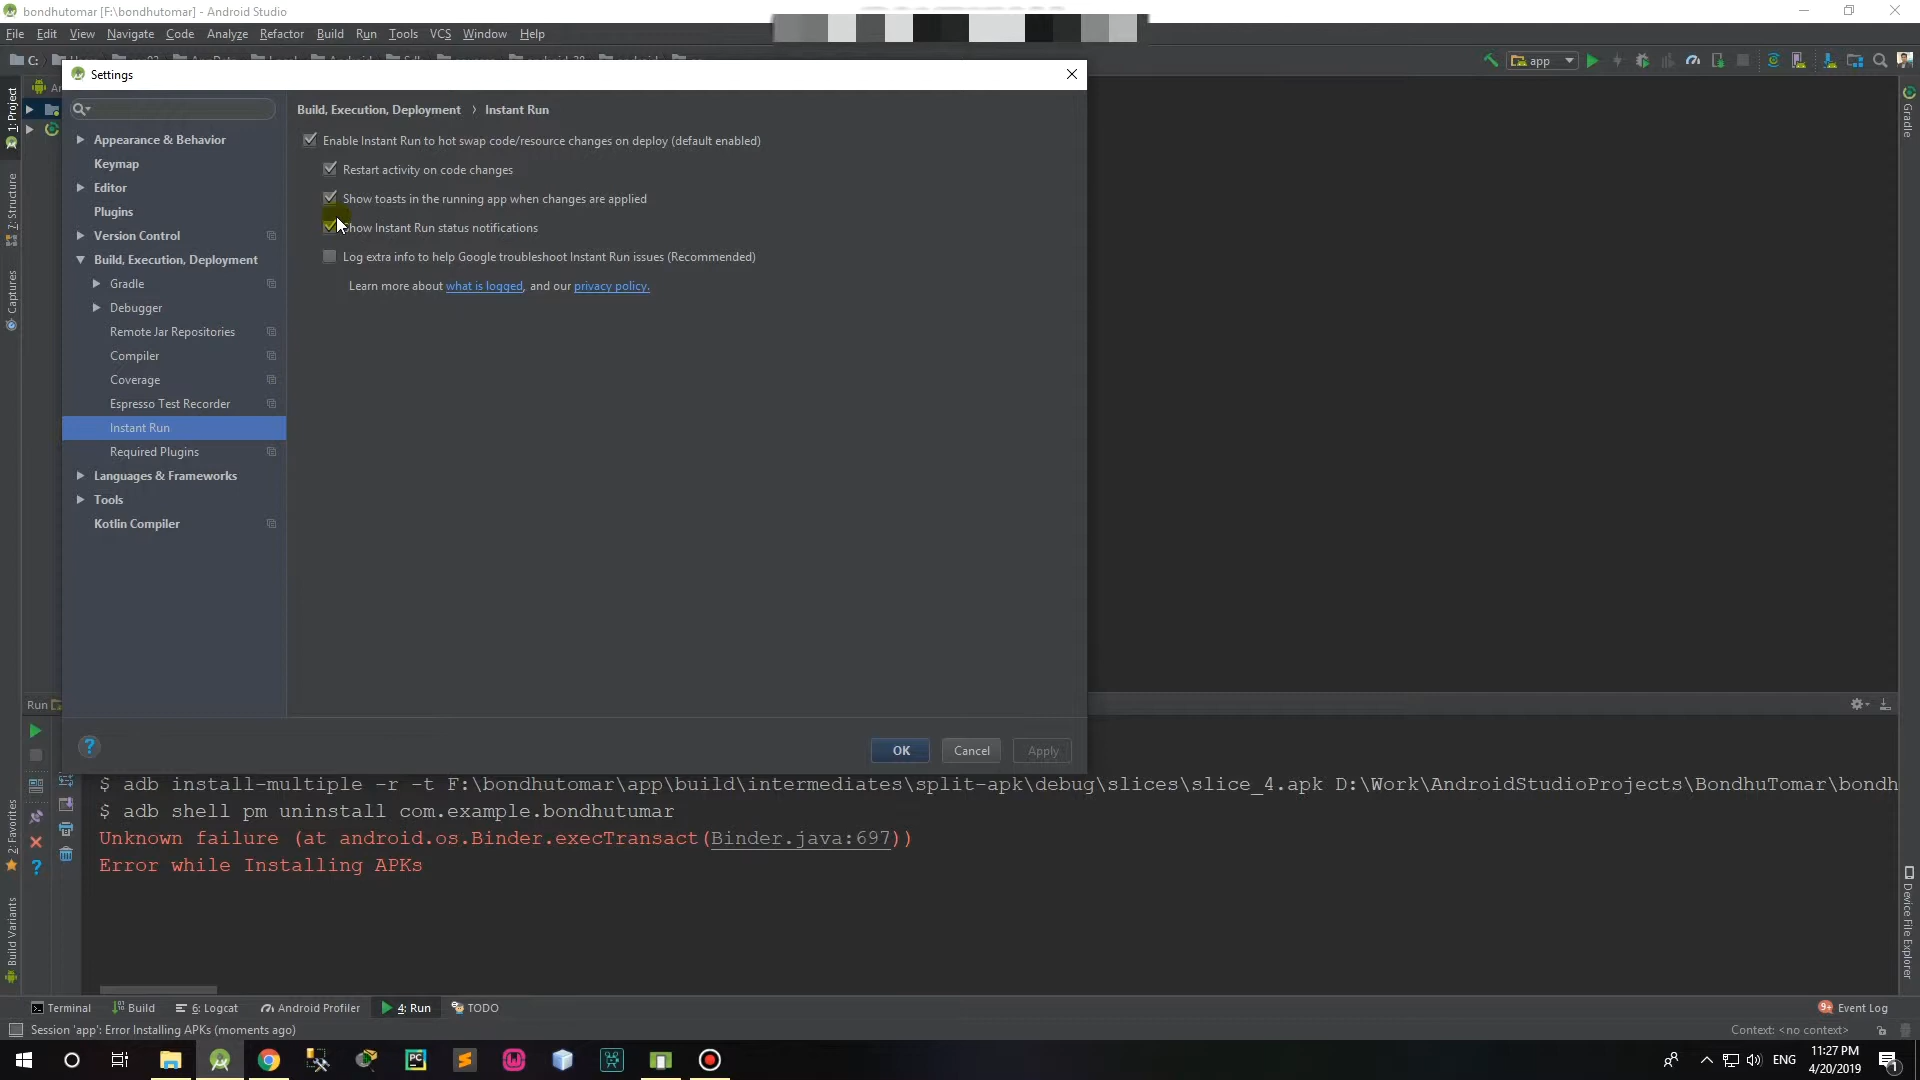 bondhutomar [F:\bondhutomar] - Android Studio
File Edit View Navigate Code Analyze Refactor Build Run Tools VCS Window Help
C:
app
Settings
Build, Execution, Deployment › Instant Run
Appearance & Behavior
Keymap
Editor
Plugins
Version Control
Build, Execution, Deployment
Gradle
Debugger
Remote Jar Repositories
Compiler
Coverage
Espresso Test Recorder
Instant Run
Required Plugins
Languages & Frameworks
Tools
Kotlin Compiler
Enable Instant Run to hot swap code/resource changes on deploy (default enabled)
Restart activity on code changes
Show toasts in the running app when changes are applied
how Instant Run status notifications
Log extra info to help Google troubleshoot Instant Run issues (Recommended)
Learn more about what is logged, and our privacy policy.
OK Cancel Apply
1: Project
7: Structure
Captures
2: Favorites
Build Variants
Gradle
Device File Explorer
Run
$ adb install-multiple -r -t F:\bondhutomar\app\build\intermediates\split-apk\debug\slices\slice_4.apk D:\Work\AndroidStudioProjects\BondhuTomar\bondh
$ adb shell pm uninstall com.example.bondhutumar
Unknown failure (at android.os.Binder.execTransact(Binder.java:697))
Error while Installing APKs
Terminal Build 6: Logcat Android Profiler 4: Run TODO Event Log
Session 'app': Error Installing APKs (moments ago) Context: <no context>
ENG
11:27 PM
4/20/2019